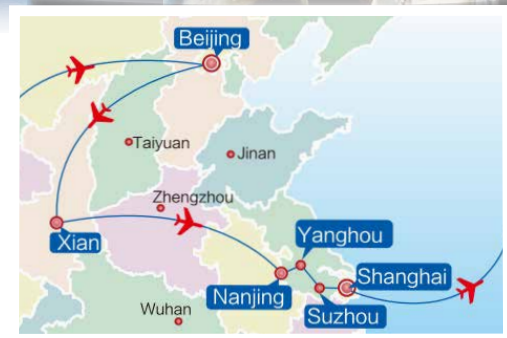 Beijing
Taiyuan
Jinan
Zhengzhou
Xian
Yanghou
Shanghai
Nanjing
Suzhou
Wuhan